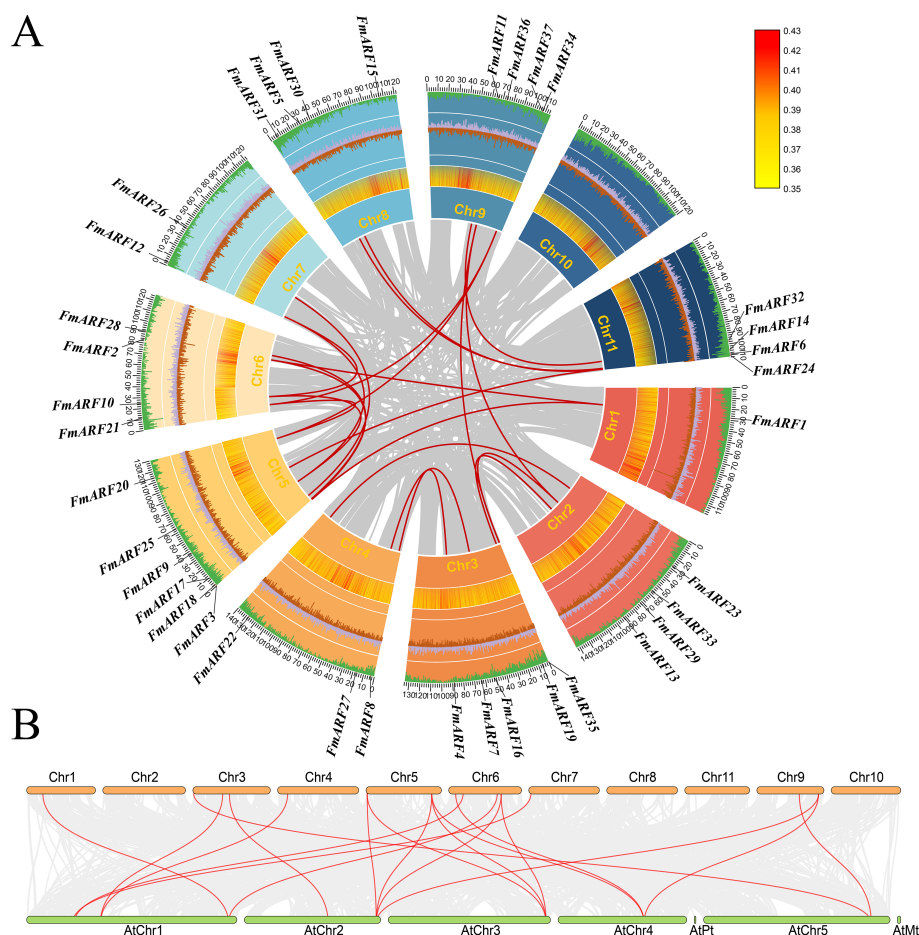 A
FmARF31
FmARF5
FmARF30
FmARF15
FmARF11
FmARF36
FmARF37
FmARF34
0.43
0.42
0.41
0.40
0.39
0.38
0.37
0.36
0.35
FmARF26
FmARF12
FmARF28
FmARF2
FmARF10
FmARF21
FmARF20
FmARF25
FmARF9
FmARF17
FmARF18
FmARF3
FmARF22
FmARF27
FmARF8
FmARF4
FmARF7
FmARF16
FmARF19
FmARF35
FmARF13
FmARF29
FmARF33
FmARF23
FmARF1
FmARF24
FmARF6
FmARF14
FmARF32
Chr8
Chr9
Chr10
Chr11
Chr1
Chr2
Chr3
Chr4
Chr5
Chr6
Chr7
B
Chr1 Chr2 Chr3 Chr4 Chr5 Chr6 Chr7 Chr8 Chr11 Chr9 Chr10
AtChr1 AtChr2 AtChr3 AtChr4 AtPt AtChr5 AtMt